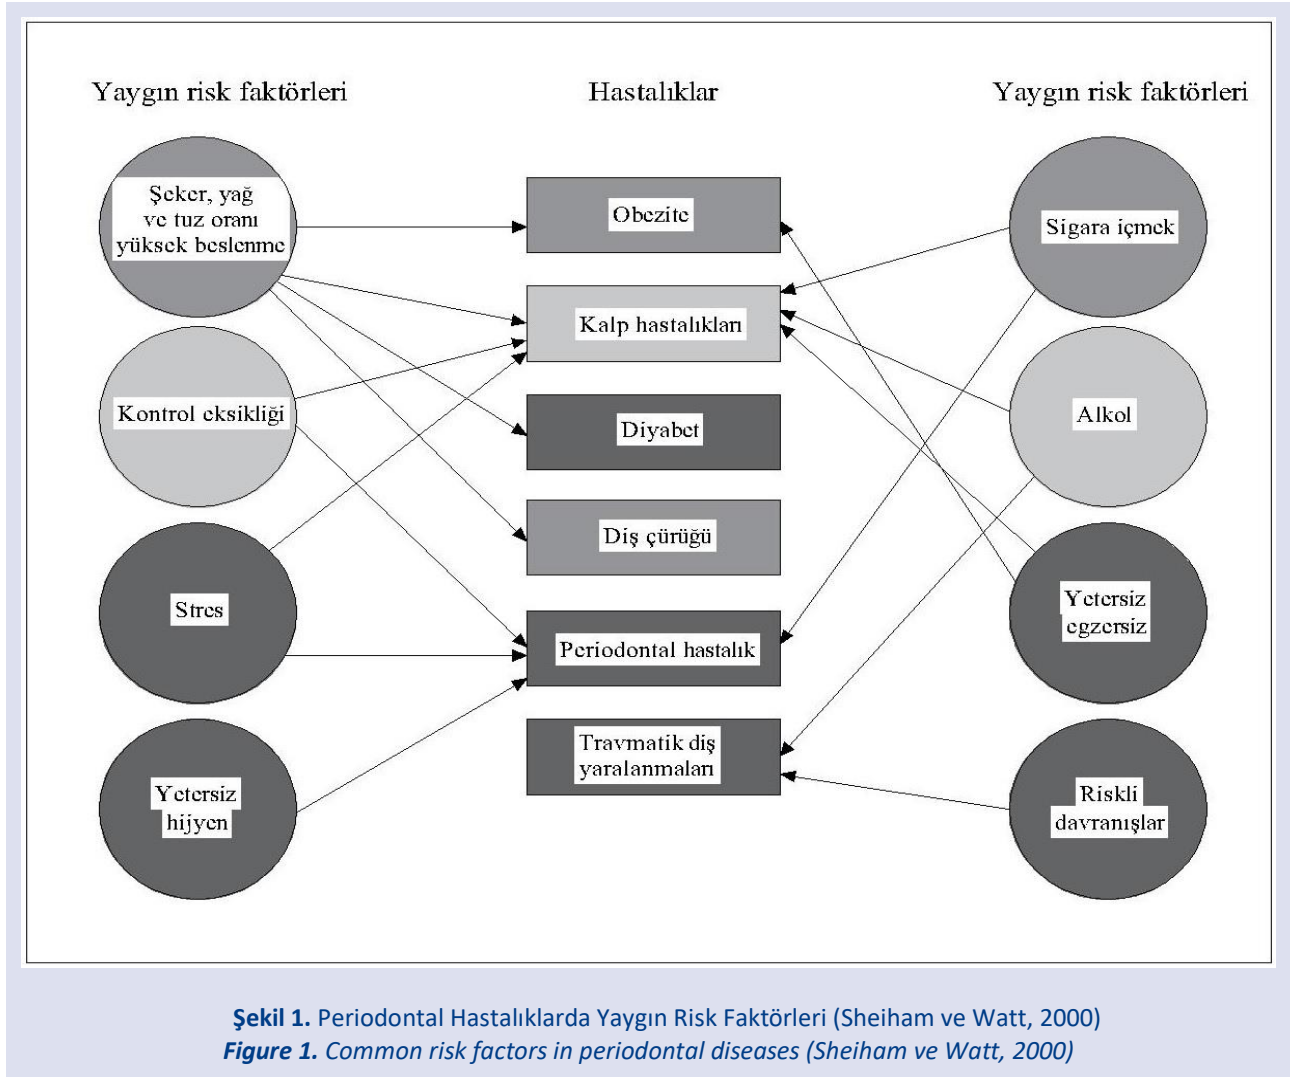 Yaygın risk faktörleri
Hastalıklar
Yaygın risk faktörleri
Şeker, yağ
ve tuz oranı
yüksek beslenme
Kontrol eksikliği
Stres
Yetersiz
hijyen
Obezite
Kalp hastalıkları
Diyabet
Diş çürüğü
Periodontal hastalık
Travmatik diş
yaralanmaları
Sigara içmek
Alkol
Yetersiz
egzersiz
Riskli
davranışlar
Şekil 1. Periodontal Hastalıklarda Yaygın Risk Faktörleri (Sheiham ve Watt, 2000)
Figure 1. Common risk factors in periodontal diseases (Sheiham ve Watt, 2000)